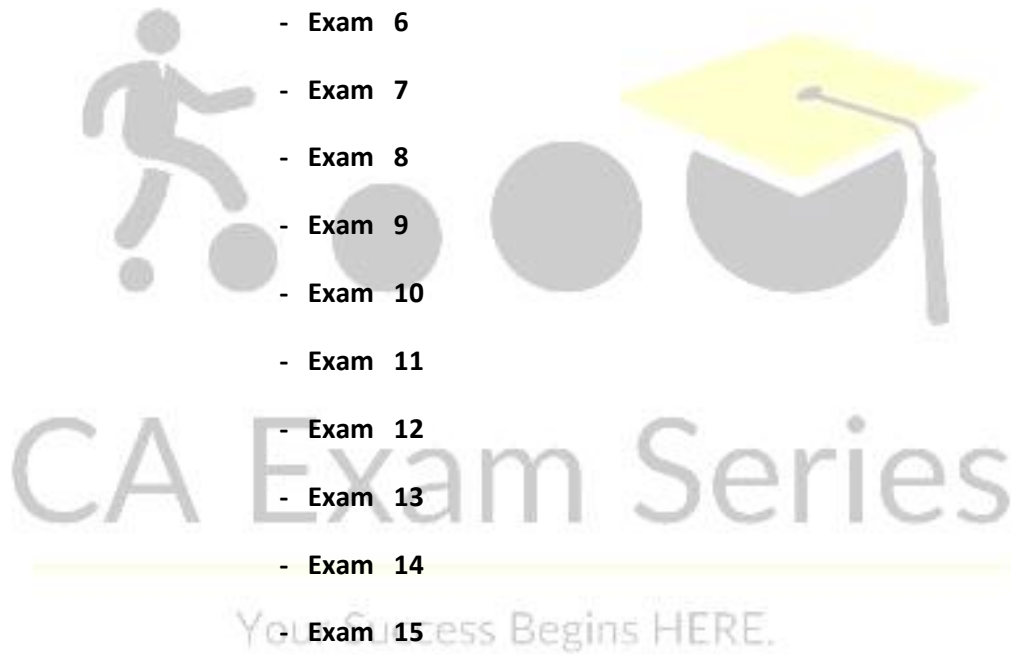 - Exam 6
- Exam 7
- Exam 8
- Exam 9
- Exam 10
- Exam 11
- Exam 12
CA Exam Series
- Exam 13
- Exam 14
Your Success Begins HERE.
- Exam 15